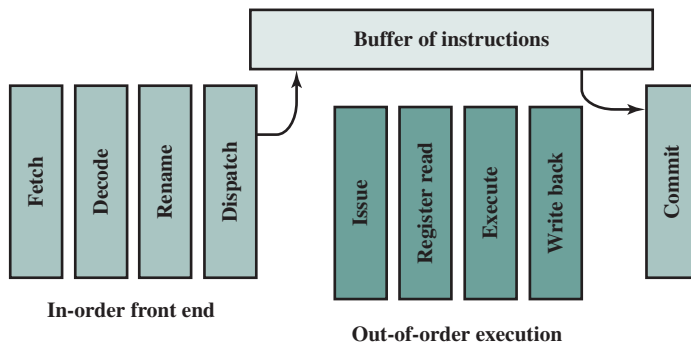 Buffer of instructions
Fetch
Decode
Rename
Dispatch
Issue
Register read
Execute
Write back
Commit
In-order front end
Out-of-order execution